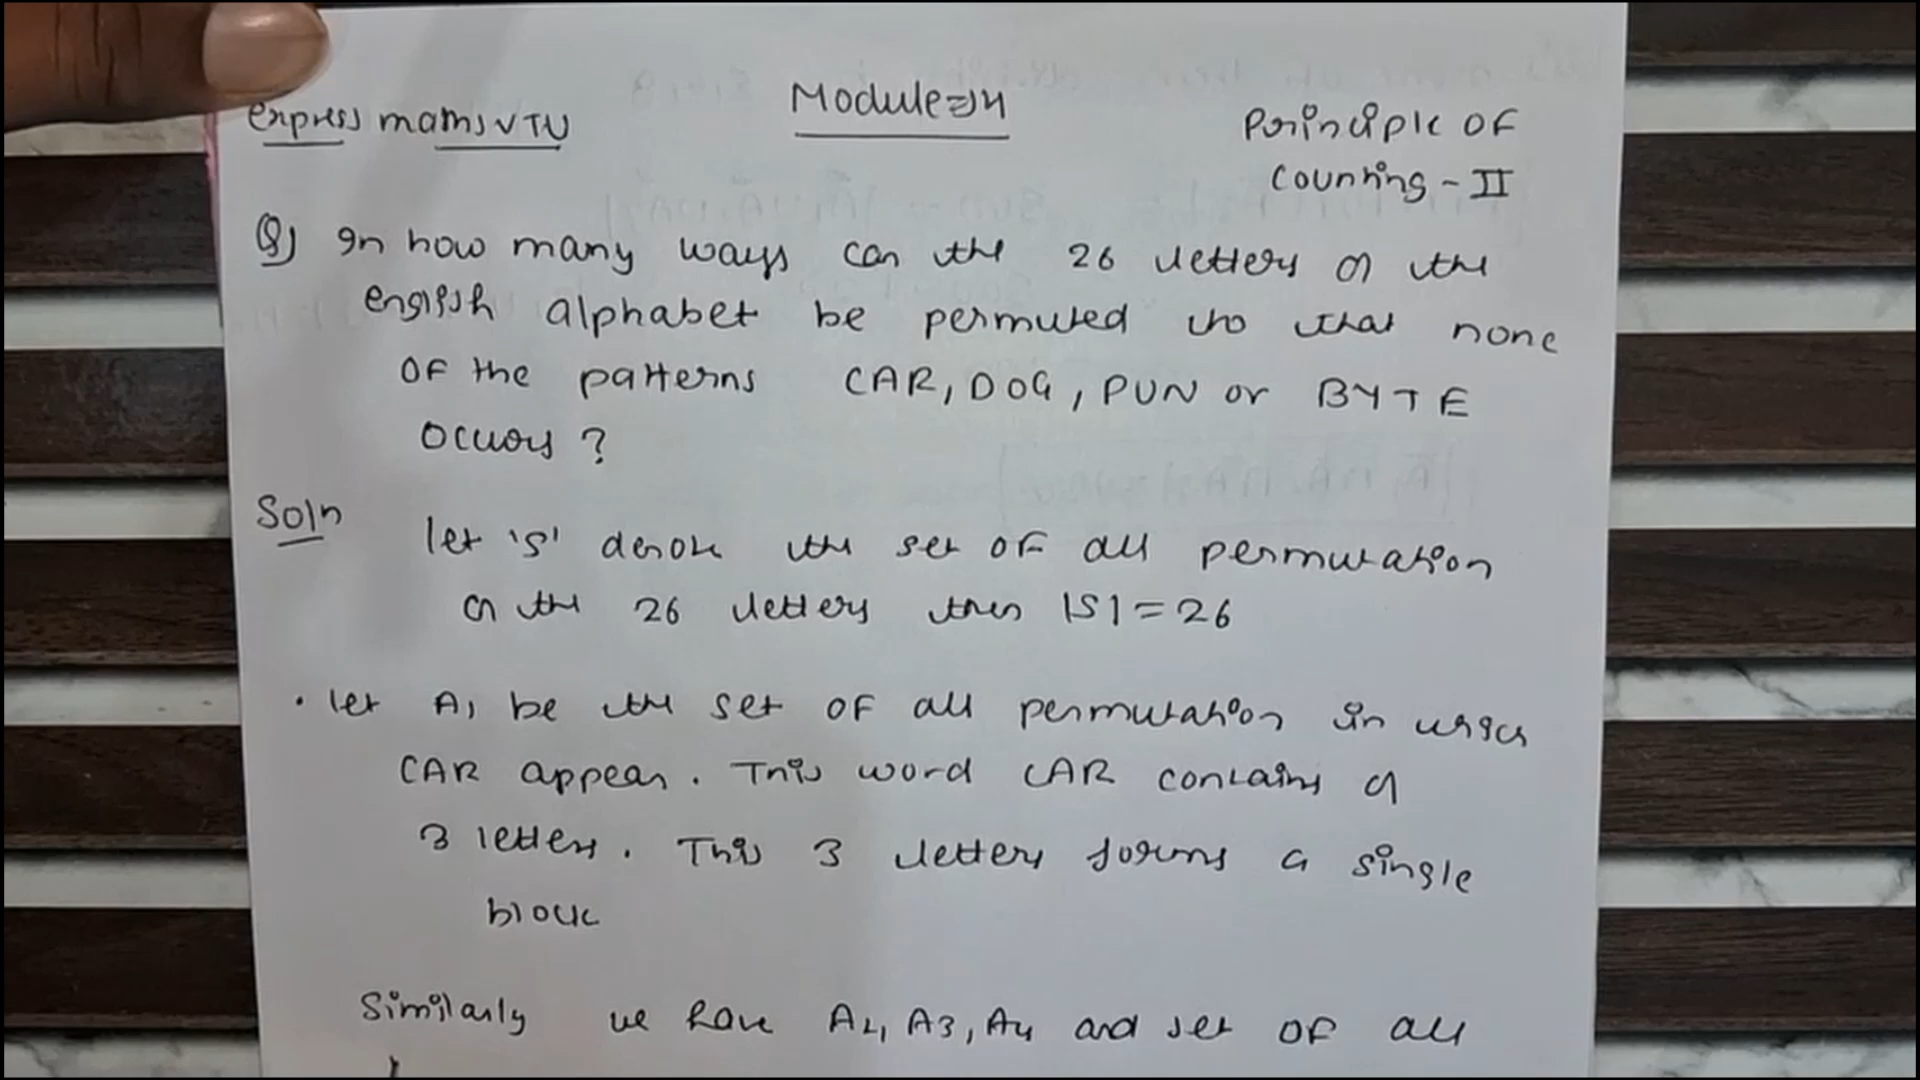 express maths VTU
Module⇒4
Principle OF
Counting - II
Q) In how many ways can the 26 letters of the
english alphabet be permuted so that none
OF the patterns CAR, DOG, PUN or BYTE
Occurs ?
Soln
let 's' denote the set OF all permutation
of the 26 letters then |S| = 26
• let A1 be the set OF all permutation in which
CAR appear. This word CAR contains of
3 letters. This 3 letters forms a single
block
Similarly we have A2, A3, A4 and set OF all